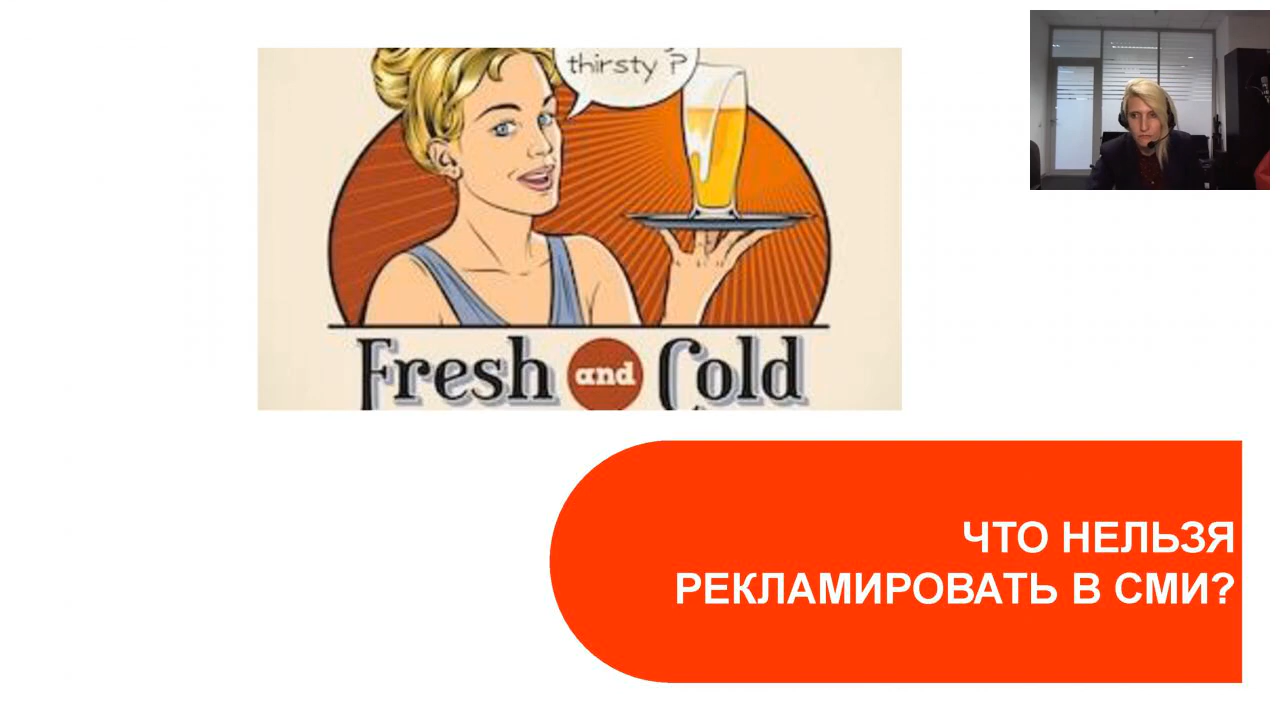 thirsty ?
Fresh and Cold
ЧТО НЕЛЬЗЯ
РЕКЛАМИРОВАТЬ В СМИ?